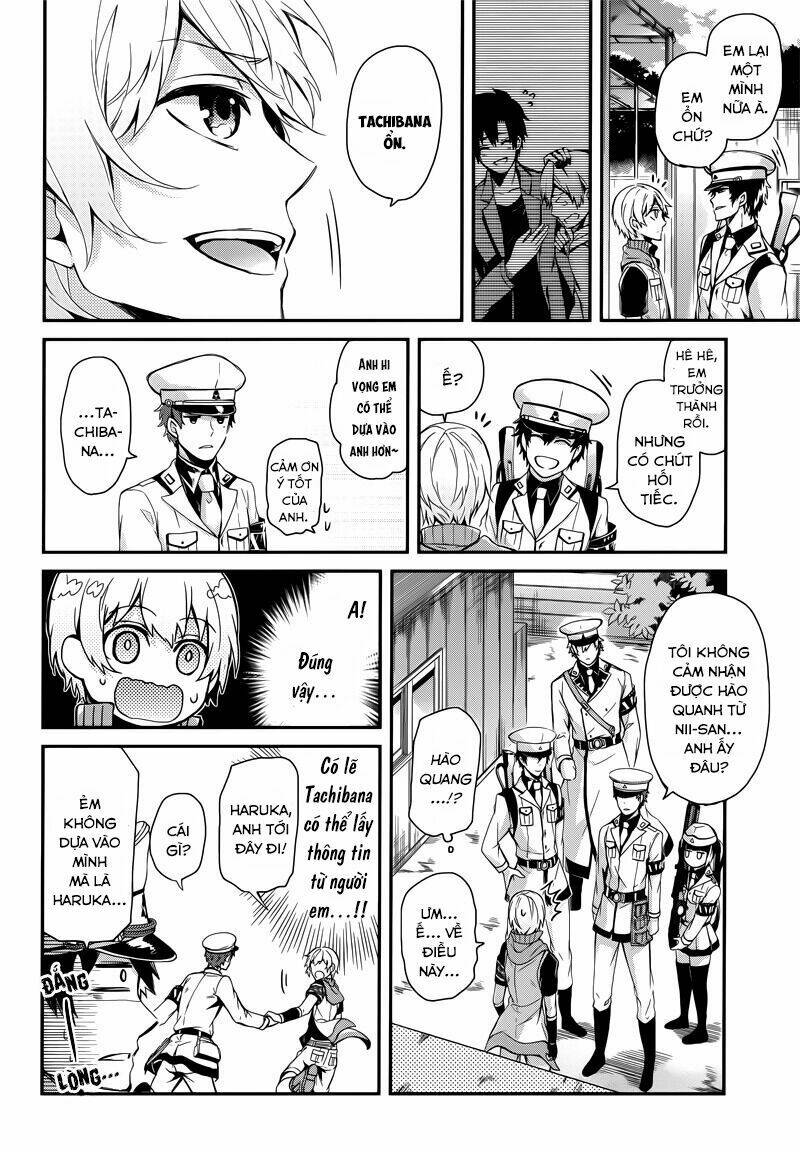 EM LẠI
MỘT
MÌNH
NỮA À.
EM
ỔN
CHỨ?
TACHIBANA
ỔN.
HÊ HÊ,
EM
TRƯỞNG
THÀNH
RỒI.
NHƯNG
CÓ CHÚT
HỐI
TIẾC.
Ế?
ANH HI
VỌNG EM
CÓ THỂ
DỰA VÀO
ANH HƠN~
CẢM ƠN
Ý TỐT
CỦA
ANH.
...TA-
CHIBA-
NA...
TÔI KHÔNG
CẢM NHẬN
ĐƯỢC HÀO
QUANH TỪ
NII-SAN...
ANH ẤY
ĐÂU?
HÀO
QUANG
...!?
ƯM...
Ế... VỀ
ĐIỀU
NÀY...
A!
Đúng
vậy...
Có lẽ
Tachibana
có thể lấy
thông tin
từ người
em...!!
HARUKA,
ANH TỚI
ĐÂY ĐI!
CÁI
GÌ?
ẺM
KHÔNG
DỰA VÀO
MÌNH
MÃ LÀ
HARUKA...
ĐẮNG
LÒNG...